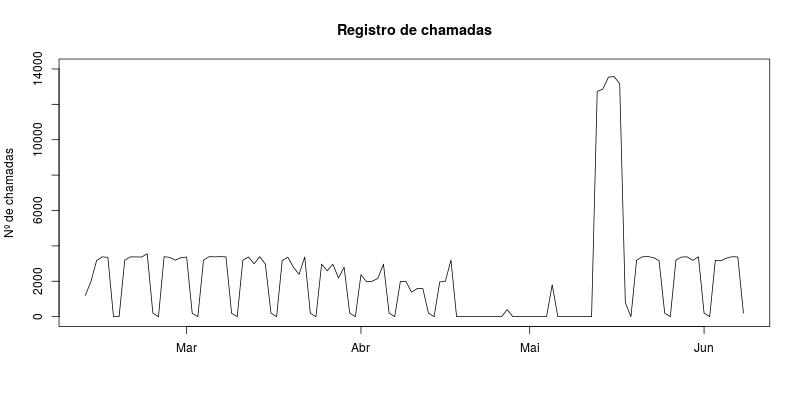 Registro de chamadas
Nº de chamadas
14000
10000
6000
2000
0
Mar Abr Mai Jun